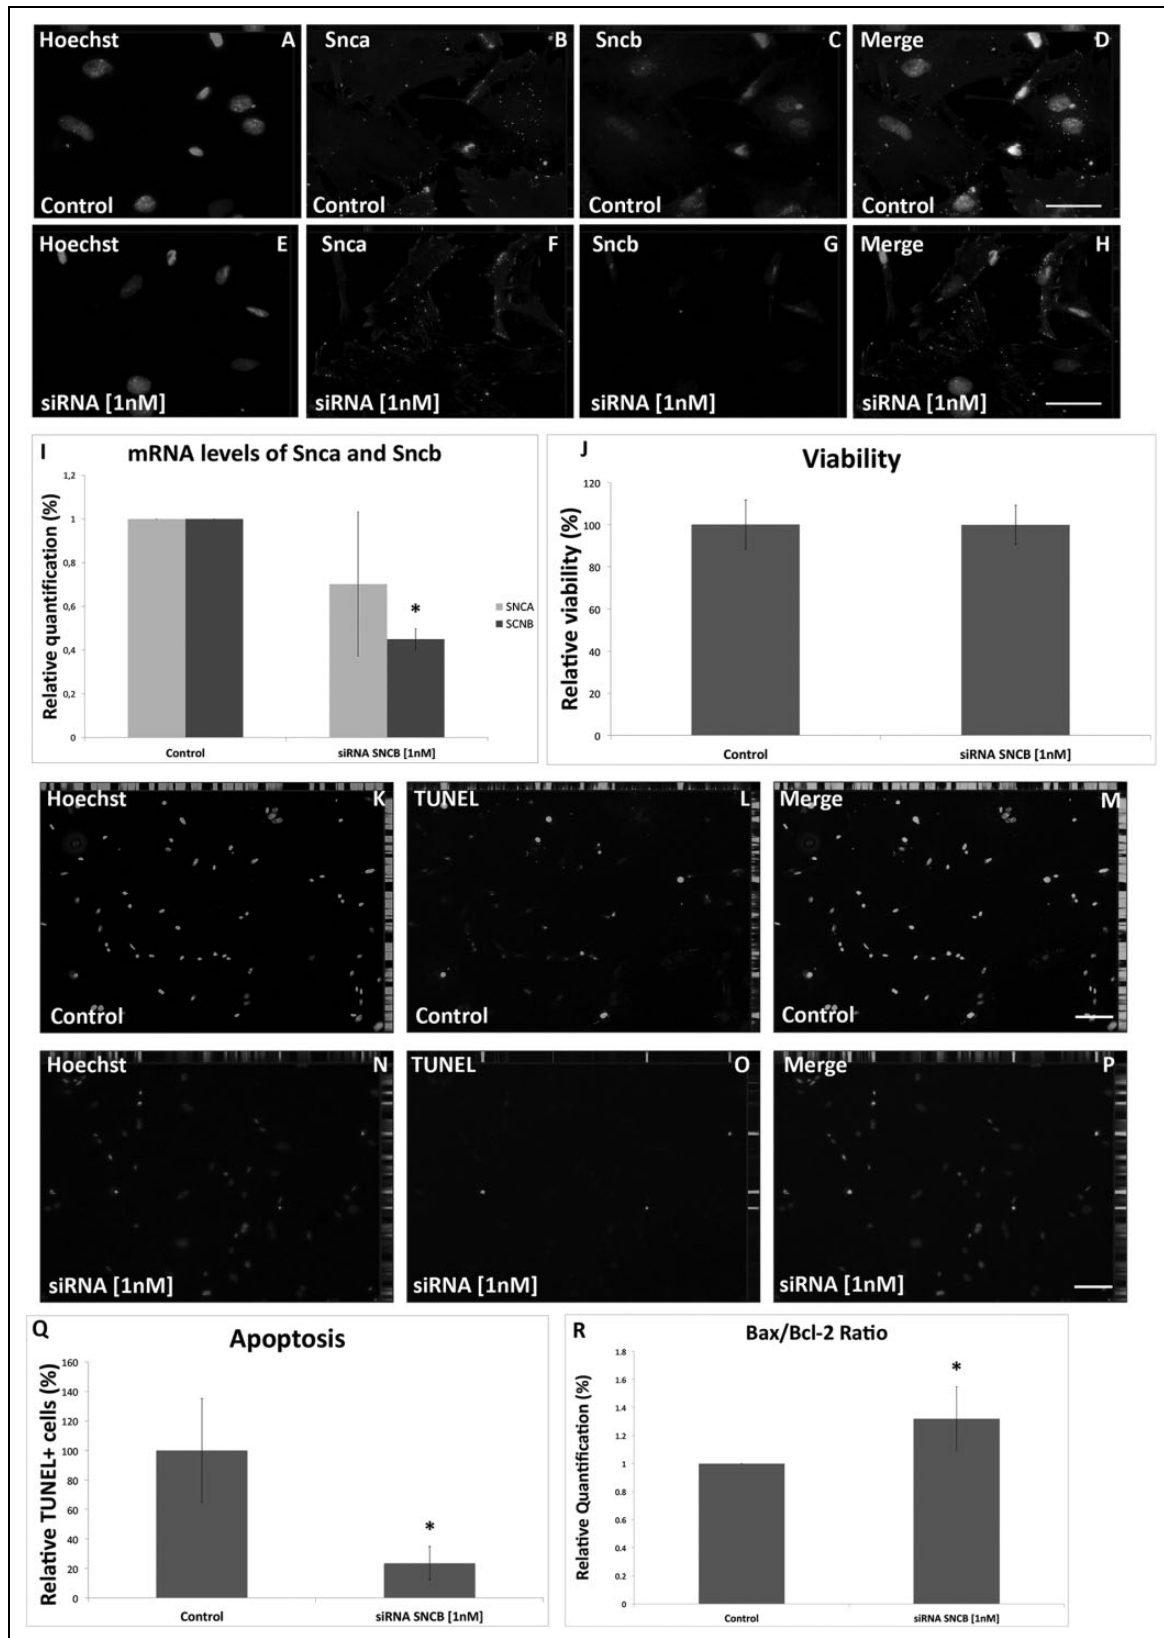 Hoechst A Snca B Sncb C Merge D
Control Control Control Control
Hoechst E Snca F Sncb G Merge H
siRNA [1nM] siRNA [1nM] siRNA [1nM] siRNA [1nM]
I mRNA levels of Snca and Sncb
Relative quantification (%)
1,2
1
0,8
0,6
0,4
0,2
0
*
SNCA
SCNB
Control siRNA SNCB [1nM]
J Viability
Relative viability (%)
120
100
80
60
40
20
0
Control siRNA SNCB [1nM]
Hoechst K TUNEL L Merge M
Control Control Control
Hoechst N TUNEL O Merge P
siRNA [1nM] siRNA [1nM] siRNA [1nM]
Q Apoptosis
Relative TUNEL+ cells (%)
160
140
120
100
80
60
40
20
0
*
Control siRNA SNCB [1nM]
R Bax/Bcl-2 Ratio
Relative Quantification (%)
1.8
1.6
1.4
1.2
1
0.8
0.6
0.4
0.2
0
*
Control siRNA SNCB [1nM]